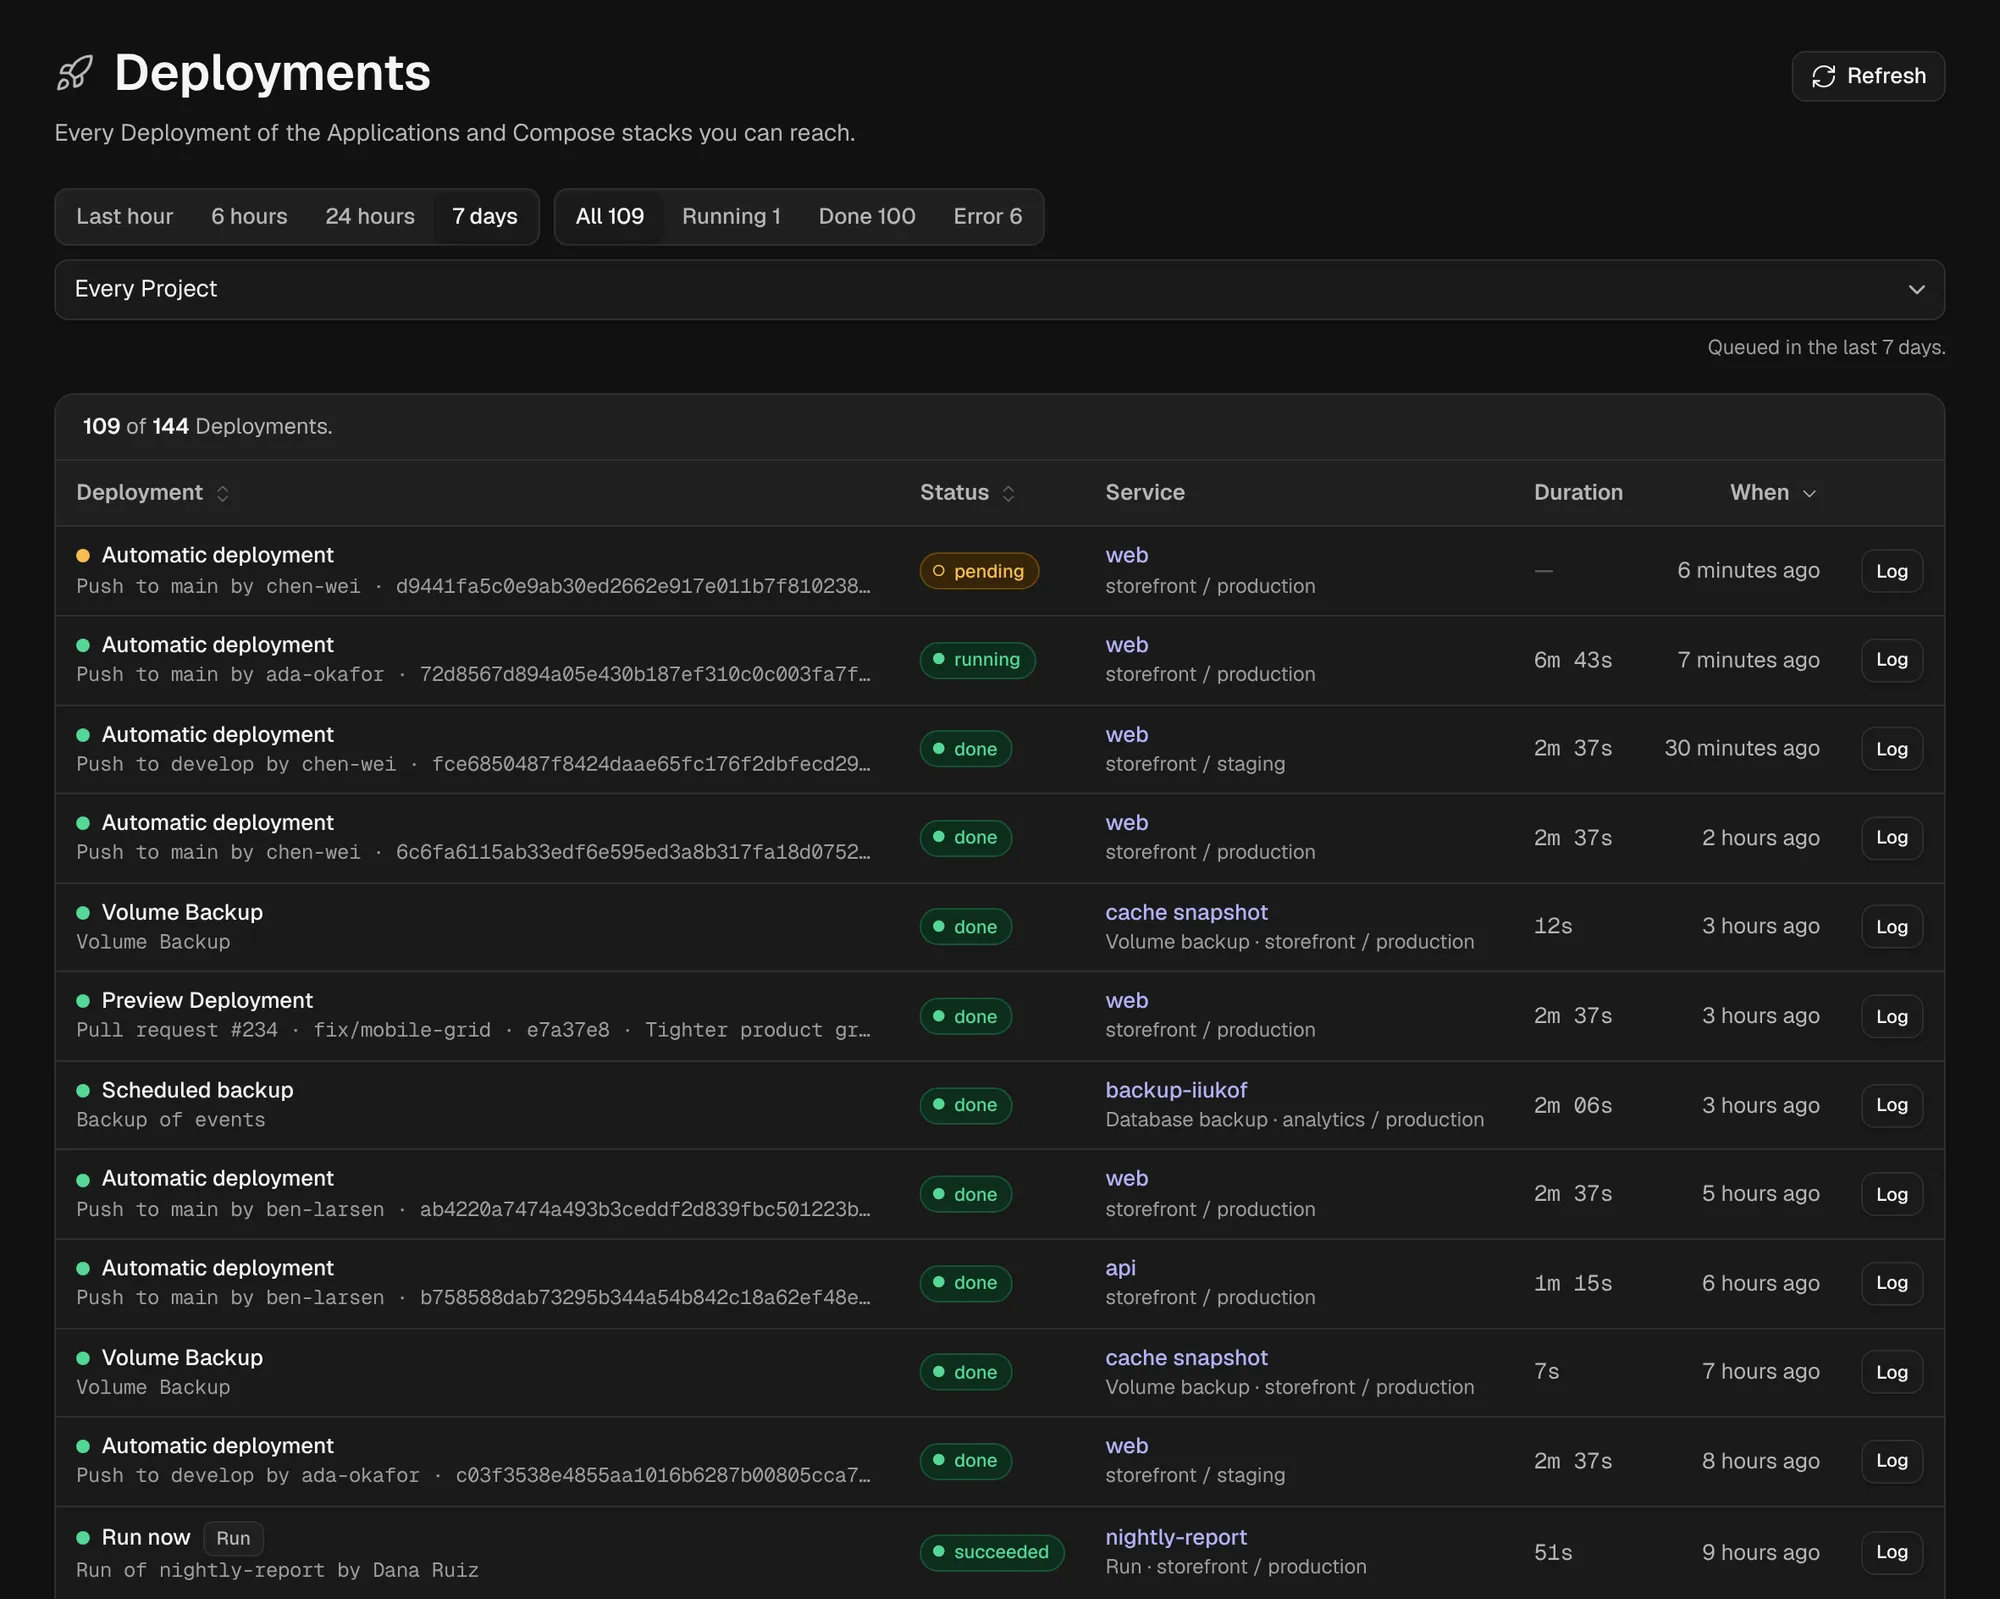 Deployments
Refresh
Every Deployment of the Applications and Compose stacks you can reach.
Last hour 6 hours 24 hours 7 days All 109 Running 1 Done 100 Error 6
Every Project
Queued in the last 7 days.
109 of 144 Deployments.
Deployment Status Service Duration When
Automatic deployment
Push to main by chen-wei · d9441fa5c0e9ab30ed2662e917e011b7f810238…
pending
web
storefront / production
—
6 minutes ago
Log
Automatic deployment
Push to main by ada-okafor · 72d8567d894a05e430b187ef310c0c003fa7f…
running
web
storefront / production
6m 43s
7 minutes ago
Log
Automatic deployment
Push to develop by chen-wei · fce6850487f8424daae65fc176f2dbfecd29…
done
web
storefront / staging
2m 37s
30 minutes ago
Log
Automatic deployment
Push to main by chen-wei · 6c6fa6115ab33edf6e595ed3a8b317fa18d0752…
done
web
storefront / production
2m 37s
2 hours ago
Log
Volume Backup
Volume Backup
done
cache snapshot
Volume backup · storefront / production
12s
3 hours ago
Log
Preview Deployment
Pull request #234 · fix/mobile-grid · e7a37e8 · Tighter product gr…
done
web
storefront / production
2m 37s
3 hours ago
Log
Scheduled backup
Backup of events
done
backup-iiukof
Database backup · analytics / production
2m 06s
3 hours ago
Log
Automatic deployment
Push to main by ben-larsen · ab4220a7474a493b3ceddf2d839fbc501223b…
done
web
storefront / production
2m 37s
5 hours ago
Log
Automatic deployment
Push to main by ben-larsen · b758588dab73295b344a54b842c18a62ef48e…
done
api
storefront / production
1m 15s
6 hours ago
Log
Volume Backup
Volume Backup
done
cache snapshot
Volume backup · storefront / production
7s
7 hours ago
Log
Automatic deployment
Push to develop by ada-okafor · c03f3538e4855aa1016b6287b00805cca7…
done
web
storefront / staging
2m 37s
8 hours ago
Log
Run now Run
Run of nightly-report by Dana Ruiz
succeeded
nightly-report
Run · storefront / production
51s
9 hours ago
Log